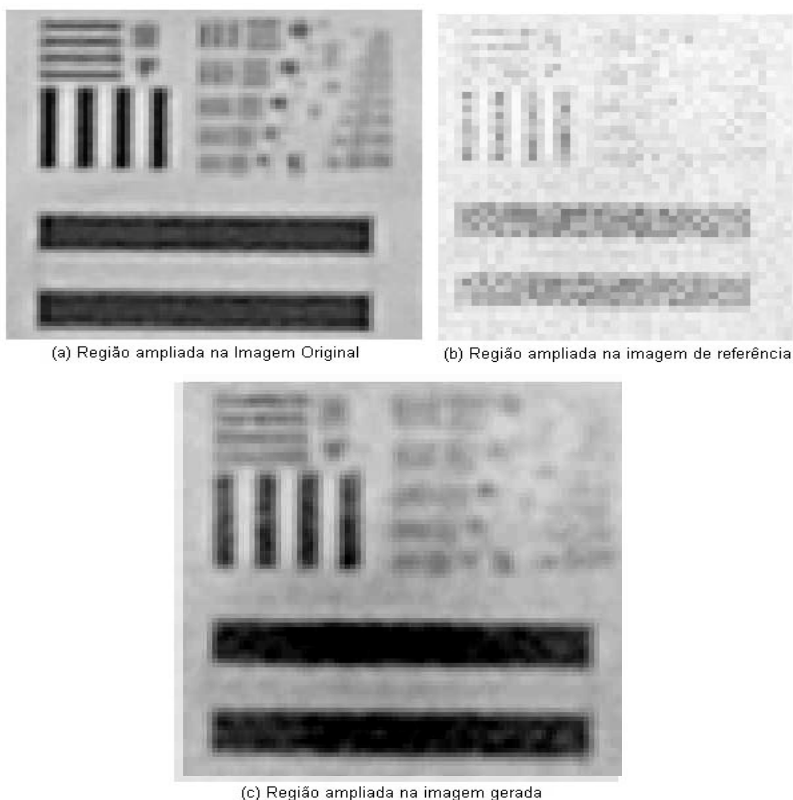 (a) Região ampliada na Imagem Original
(b) Região ampliada na imagem de referência
(c) Região ampliada na imagem gerada